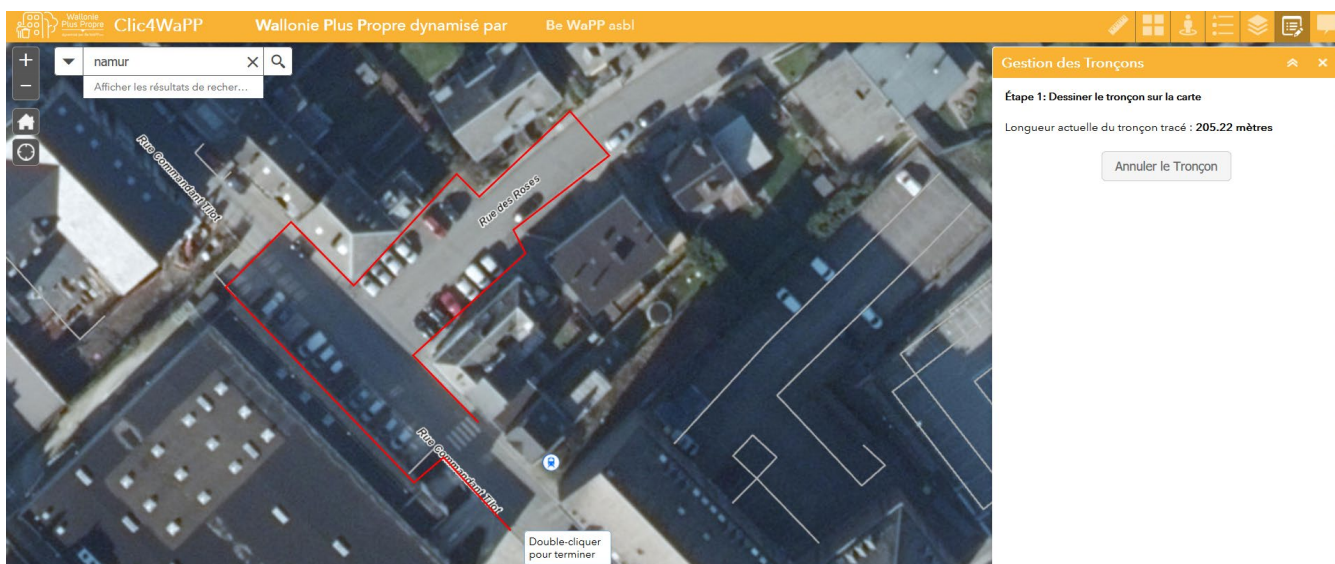 Wallonie
Plus Propre
Clic4WaPP
Wallonie Plus Propre dynamisé par
Be WaPP asbl
+
namur
Afficher les résultats de recher...
−
Gestion des Tronçons
Étape 1: Dessiner le tronçon sur la carte
Longueur actuelle du tronçon tracé : 205.22 mètres
Annuler le Tronçon
Rue Commandant Tilot
Rue des Roses
Rue Commandant Tilot
Double-cliquer
pour terminer